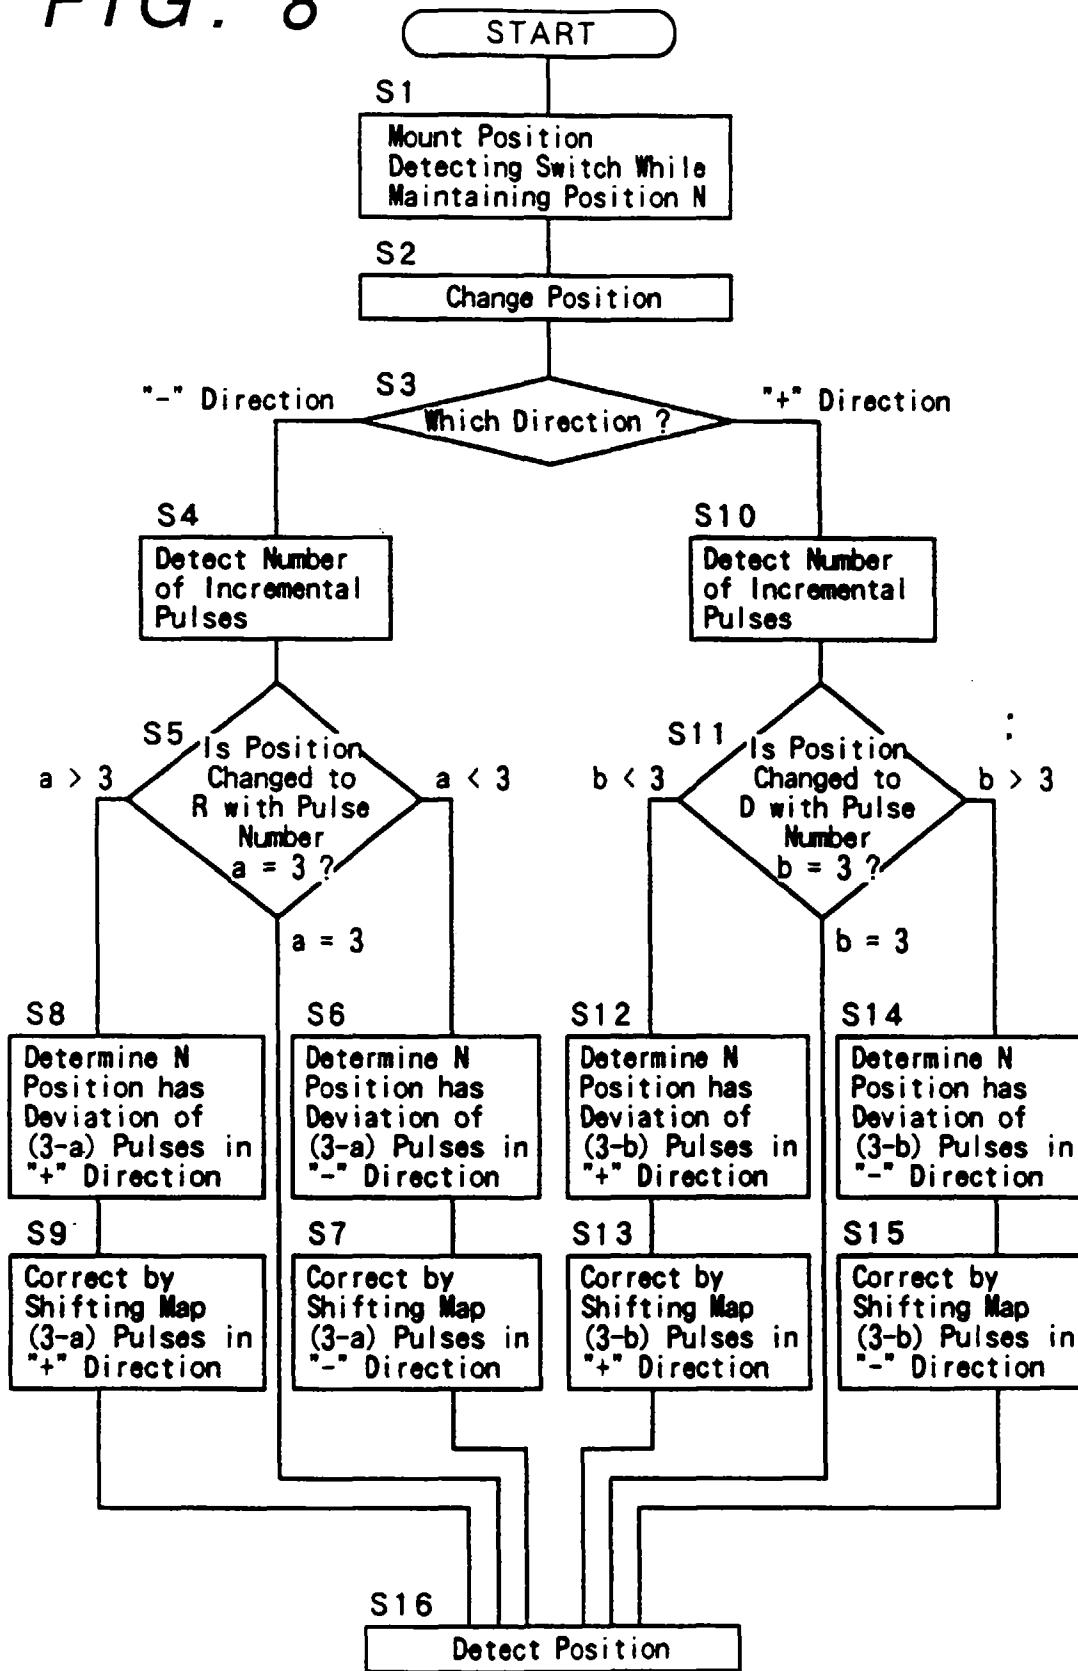 FIG. 8
START
S1
Mount Position
Detecting Switch While
Maintaining Position N
S2
Change Position
S3
"-" Direction
Which Direction ?
"+" Direction
S4
Detect Number
of Incremental
Pulses
S10
Detect Number
of Incremental
Pulses
S5
Is Position
Changed to
R with Pulse
Number
a = 3 ?
a > 3
a < 3
a = 3
S11
Is Position
Changed to
D with Pulse
Number
b = 3 ?
b < 3
b > 3
b = 3
S8
Determine N
Position has
Deviation of
(3-a) Pulses in
"+" Direction
S6
Determine N
Position has
Deviation of
(3-a) Pulses in
"-" Direction
S12
Determine N
Position has
Deviation of
(3-b) Pulses in
"+" Direction
S14
Determine N
Position has
Deviation of
(3-b) Pulses in
"-" Direction
S9
Correct by
Shifting Map
(3-a) Pulses in
"+" Direction
S7
Correct by
Shifting Map
(3-a) Pulses in
"-" Direction
S13
Correct by
Shifting Map
(3-b) Pulses in
"+" Direction
S15
Correct by
Shifting Map
(3-b) Pulses in
"-" Direction
S16
Detect Position